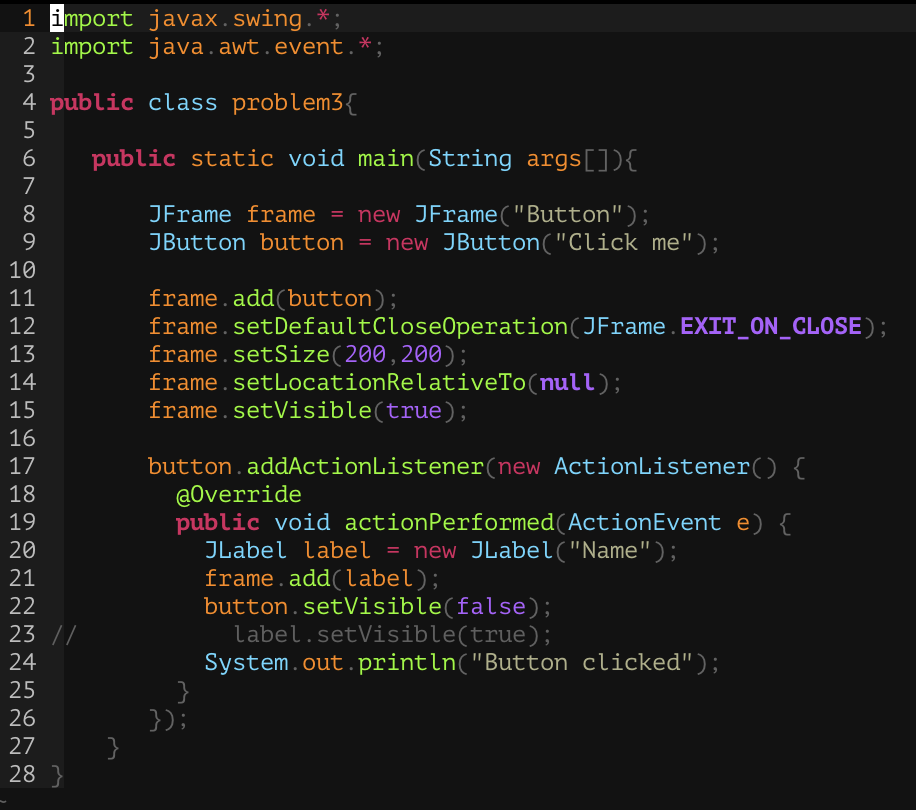 1 import javax.swing.*;
2 import java.awt.event.*;
3
4 public class problem3{
5
6    public static void main(String args[]){
7
8        JFrame frame = new JFrame("Button");
9        JButton button = new JButton("Click me");
10
11        frame.add(button);
12        frame.setDefaultCloseOperation(JFrame.EXIT_ON_CLOSE);
13        frame.setSize(200,200);
14        frame.setLocationRelativeTo(null);
15        frame.setVisible(true);
16
17        button.addActionListener(new ActionListener() {
18          @Override
19          public void actionPerformed(ActionEvent e) {
20            JLabel label = new JLabel("Name");
21            frame.add(label);
22            button.setVisible(false);
23 //           label.setVisible(true);
24            System.out.println("Button clicked");
25          }
26        });
27     }
28 }
~